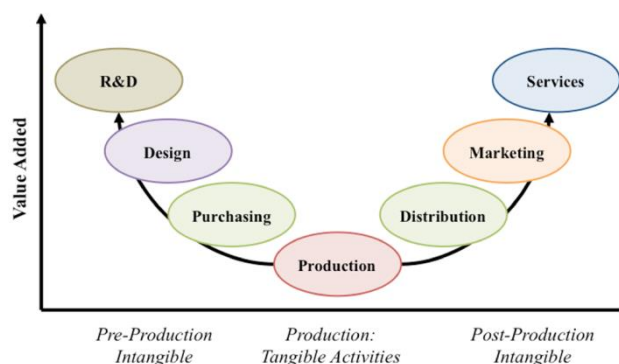 R&D
Services
Design
Marketing
Purchasing
Distribution
Production
Value Added
Pre-Production
Intangible
Production:
Tangible Activities
Post-Production
Intangible